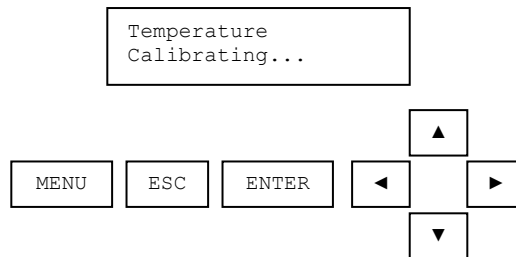 Temperature
Calibrating...
▲
MENU ESC ENTER ◄ ►
▼